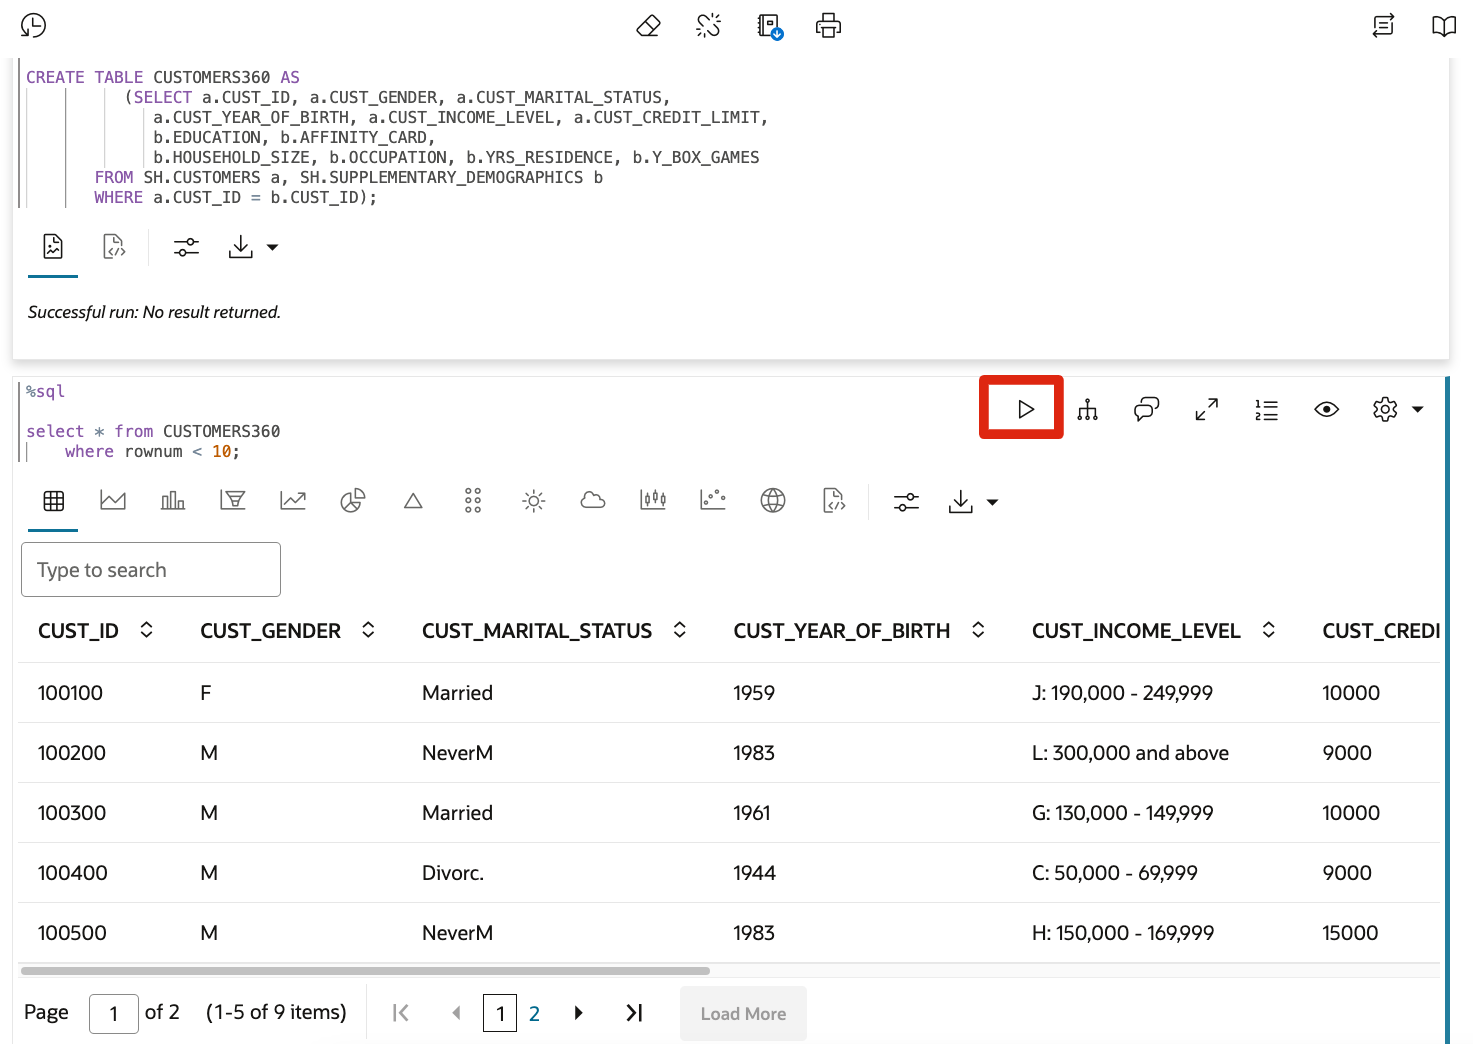 CREATE TABLE CUSTOMERS360 AS
(SELECT a.CUST_ID, a.CUST_GENDER, a.CUST_MARITAL_STATUS,
a.CUST_YEAR_OF_BIRTH, a.CUST_INCOME_LEVEL, a.CUST_CREDIT_LIMIT,
b.EDUCATION, b.AFFINITY_CARD,
b.HOUSEHOLD_SIZE, b.OCCUPATION, b.YRS_RESIDENCE, b.Y_BOX_GAMES
FROM SH.CUSTOMERS a, SH.SUPPLEMENTARY_DEMOGRAPHICS b
WHERE a.CUST_ID = b.CUST_ID);
Successful run: No result returned.
%sql
select * from CUSTOMERS360
where rownum < 10;
Type to search
CUST_ID CUST_GENDER CUST_MARITAL_STATUS CUST_YEAR_OF_BIRTH CUST_INCOME_LEVEL CUST_CREDI
100100 F Married 1959 J: 190,000 - 249,999 10000
100200 M NeverM 1983 L: 300,000 and above 9000
100300 M Married 1961 G: 130,000 - 149,999 10000
100400 M Divorc. 1944 C: 50,000 - 69,999 9000
100500 M NeverM 1983 H: 150,000 - 169,999 15000
Page 1 of 2 (1-5 of 9 items) 1 2 Load More